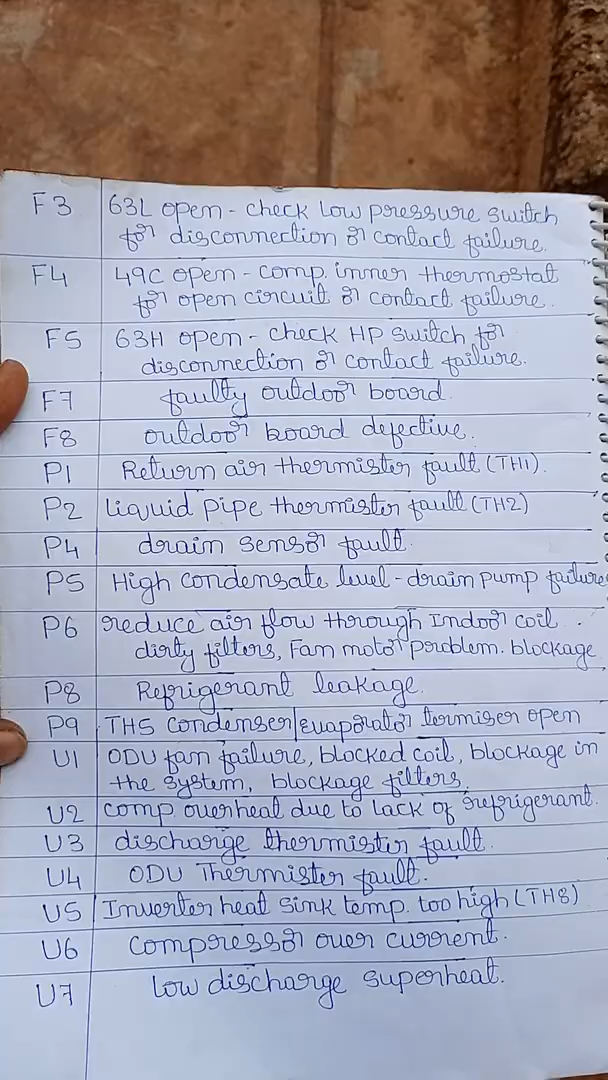 F3 63L open - check low pressure switch
for disconnection or contact failure.
F4 49C open - comp. inner thermostat
for open circuit or contact failure.
F5 63H open - check HP switch for
disconnection or contact failure.
F7 faulty outdoor board.
F8 outdoor board defective.
P1 Return air thermister fault (TH1).
P2 liquid pipe thermister fault (TH2)
P4 drain sensor fault.
P5 High condensate level - drain pump failure
P6 reduce air flow through Indoor coil.
dirty filters, Fan motor problem. blockage
P8 Refrigerant leakage.
P9 TH5 condenser/evaporator termiser open
U1 ODU fan failure, blocked coil, blockage in
the system, blockage filters,
U2 comp. overheat due to lack of refrigerant.
U3 discharge thermister fault.
U4 ODU Thermister fault.
U5 Inverter heat sink temp. too high (TH8)
U6 compressor over current.
U7 low discharge superheat.